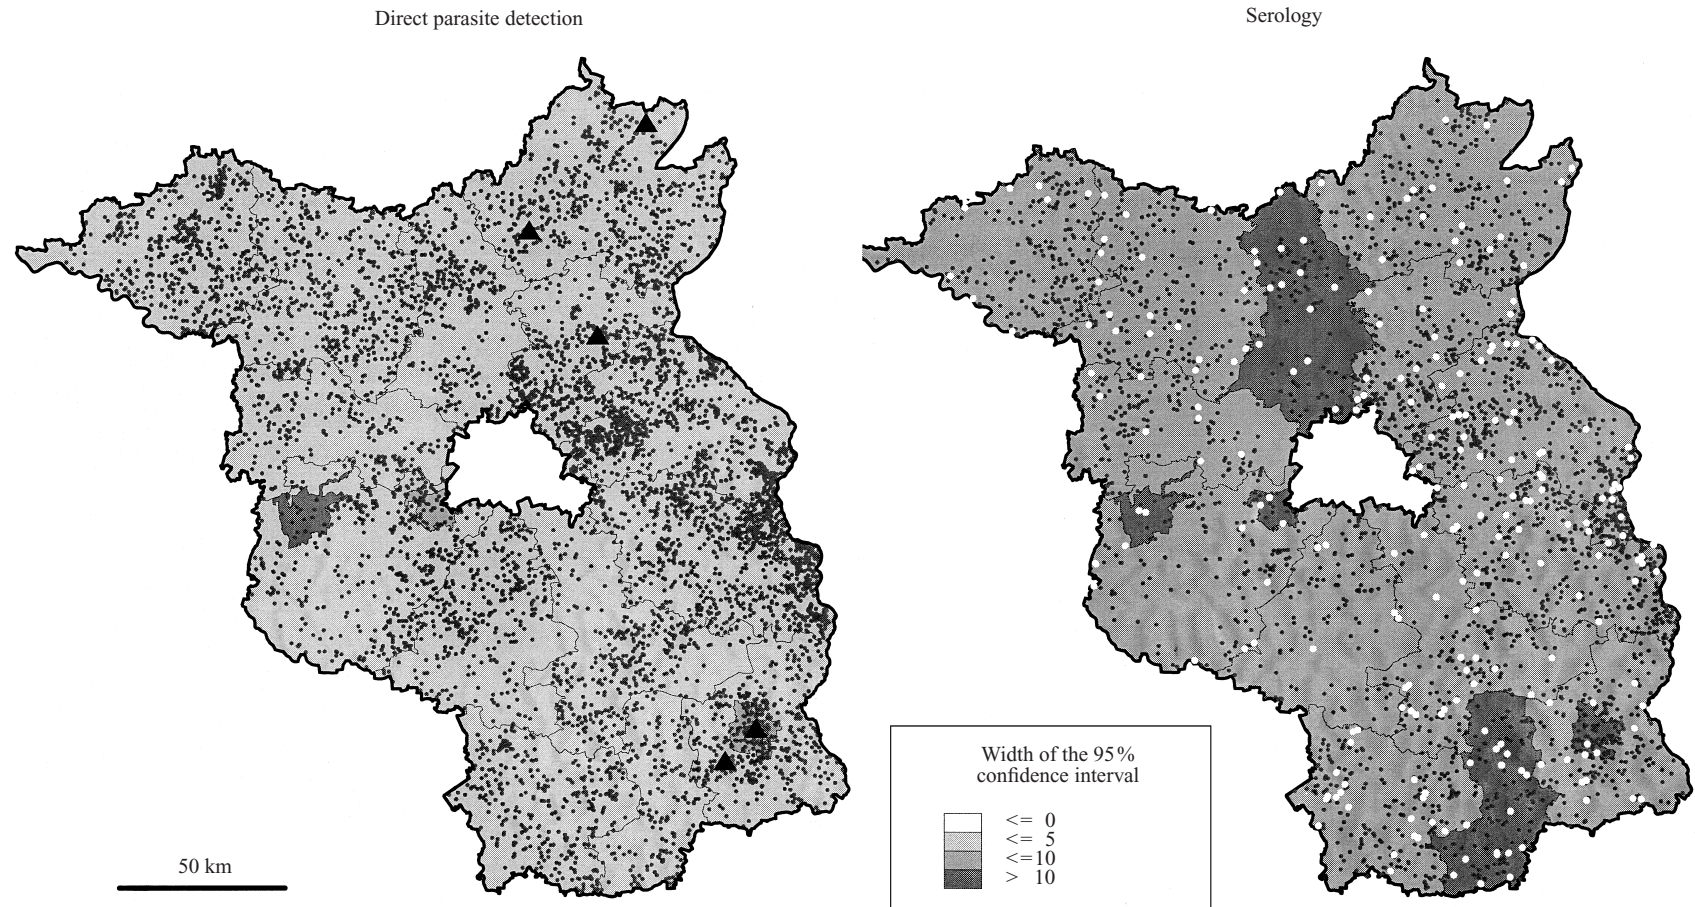 Direct parasite detection
Serology
Width of the 95%
confidence interval
<= 0
<= 5
<=10
> 10
50 km